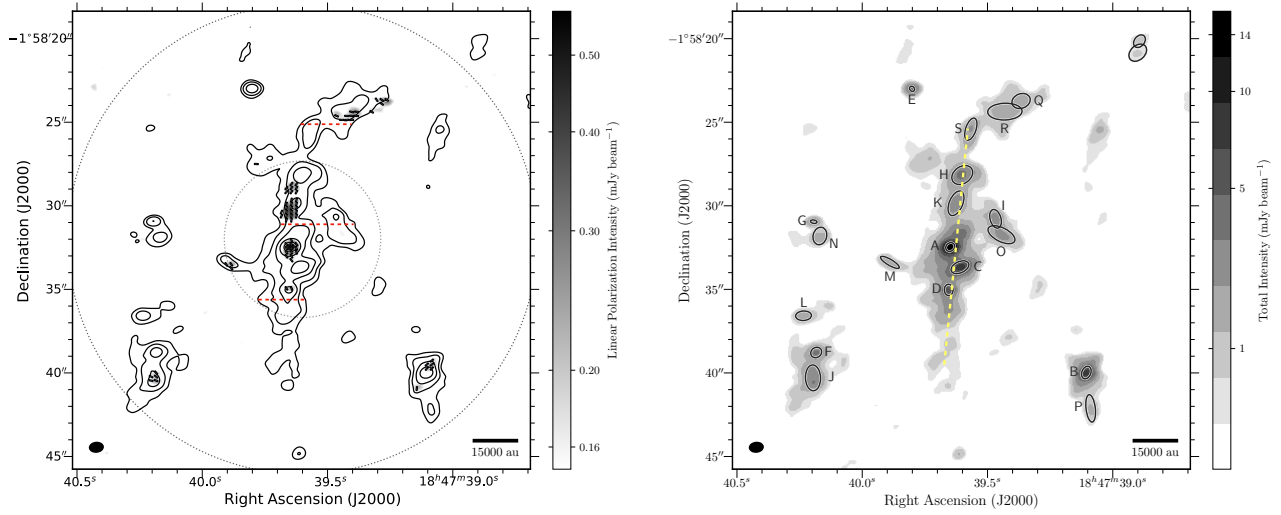 −1°58′20″
25″
30″
35″
40″
45″
Declination (J2000)
40.5ˢ
40.0ˢ
39.5ˢ
18ʰ47ᵐ39.0ˢ
Right Ascension (J2000)
15000 au
0.50
0.40
0.30
0.20
0.16
Linear Polarization Intensity (mJy beam⁻¹)
−1°58′20″
25″
30″
35″
40″
45″
Declination (J2000)
E
Q
S
R
H
K
I
G
N
A
O
C
M
D
L
F
J
B
P
40.5ˢ
40.0ˢ
39.5ˢ
18ʰ47ᵐ39.0ˢ
Right Ascension (J2000)
15000 au
14
10
5
1
Total Intensity (mJy beam⁻¹)